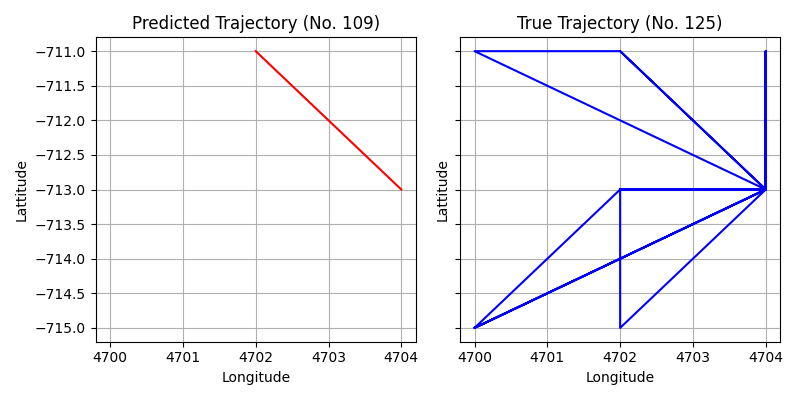 Predicted Trajectory (No. 109)
True Trajectory (No. 125)
Lattitude
−711.0
−711.5
−712.0
−712.5
−713.0
−713.5
−714.0
−714.5
−715.0
4700 4701 4702 4703 4704
Longitude
Lattitude
4700 4701 4702 4703 4704
Longitude